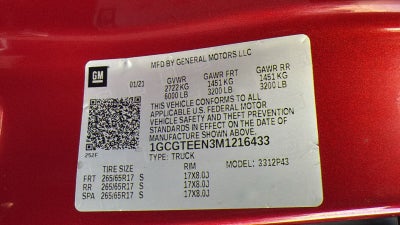 MFD BY GENERAL MOTORS LLC
GM
01/21
GVWR GAWR FRT GAWR RR
2722 KG 1451 KG 1451 KG
6000 LB 3200 LB 3200 LB
THIS VEHICLE CONFORMS TO ALL
APPLICABLE U.S. FEDERAL MOTOR
VEHICLE SAFETY AND THEFT PREVENTION
STANDARDS IN EFFECT ON THE DATE OF
MANUFACTURE SHOWN ABOVE.
1GCGTEEN3M1216433
TYPE: TRUCK MODEL: 3312P43
252F
TIRE SIZE RIM
FRT 265/65R17 S 17X8.0J
RR 265/65R17 S 17X8.0J
SPA 265/65R17 S 17X8.0J